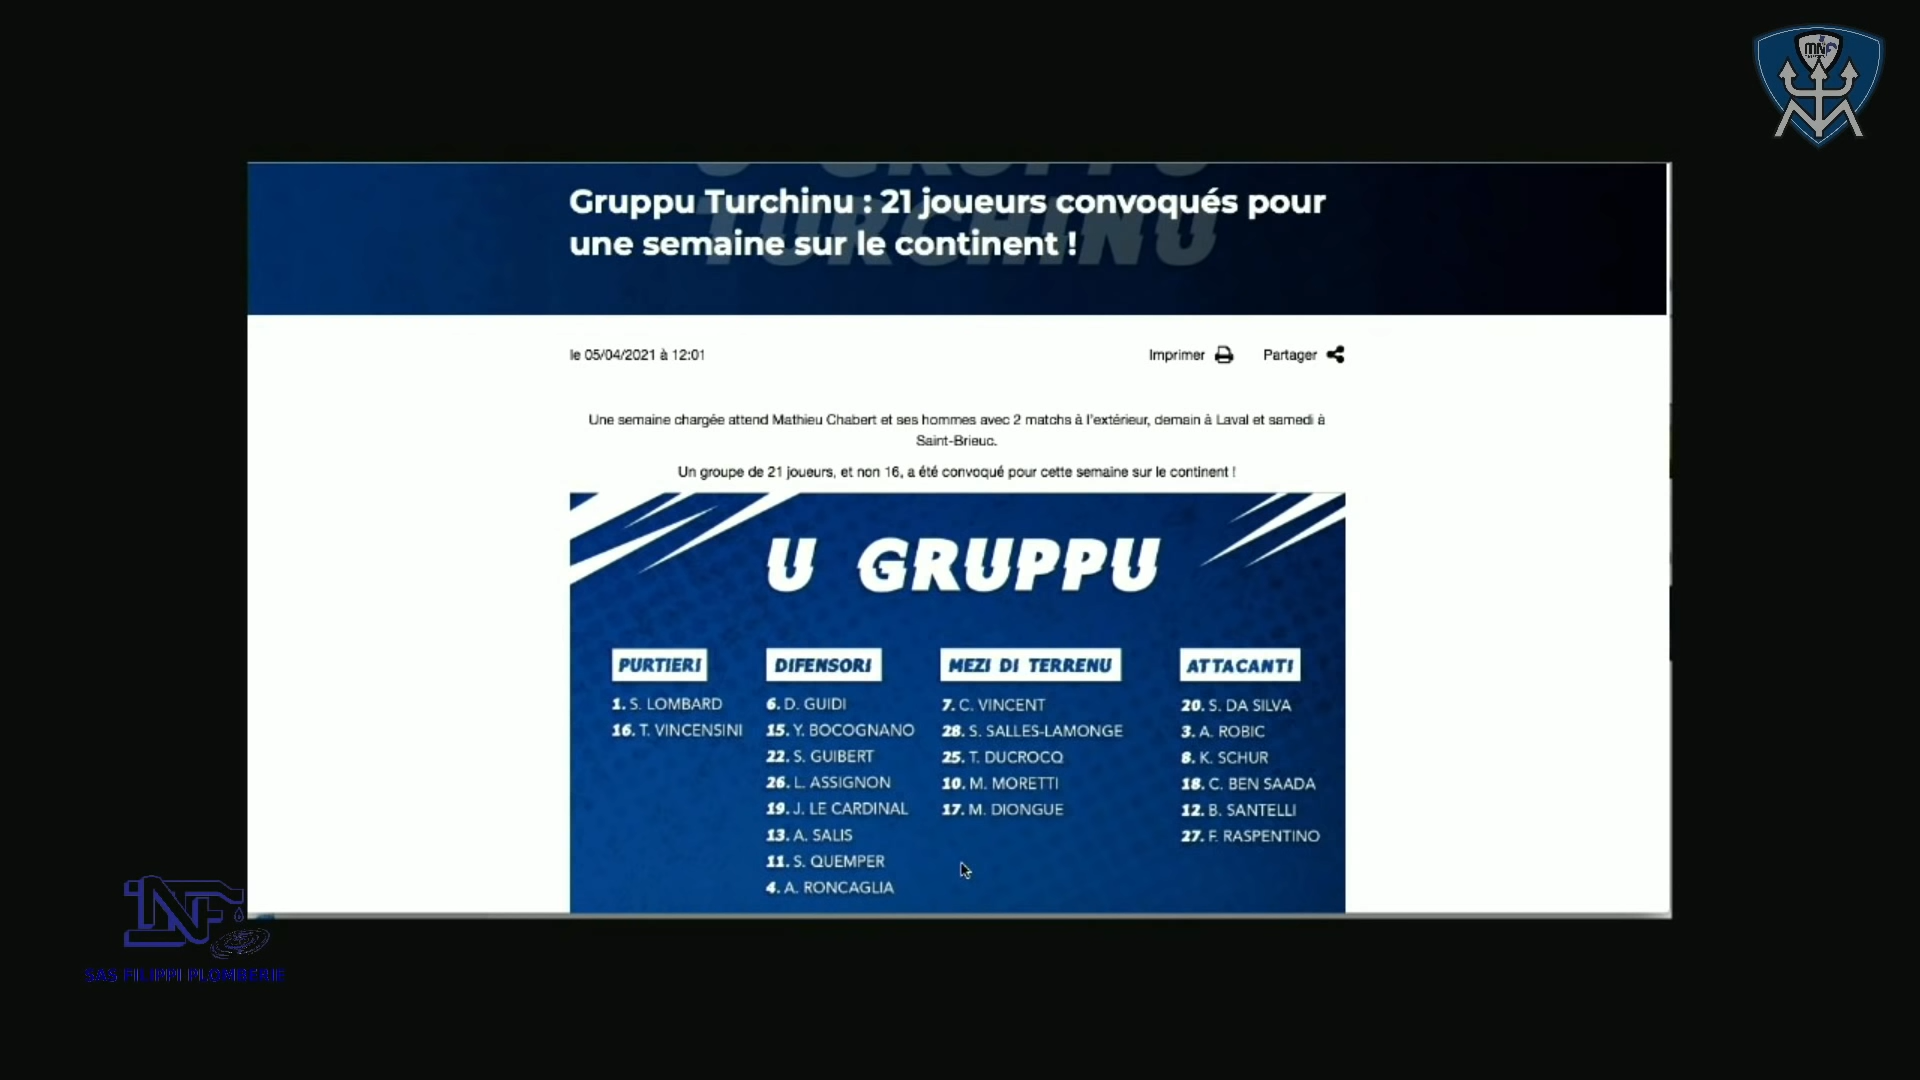 MNF
U GRUPPU
TURCHINU
Gruppu Turchinu : 21 joueurs convoqués pour
une semaine sur le continent !
le 05/04/2021 à 12:01
Imprimer
Partager
Une semaine chargée attend Mathieu Chabert et ses hommes avec 2 matchs à l'extérieur, demain à Laval et samedi à
Saint-Brieuc.
Un groupe de 21 joueurs, et non 16, a été convoqué pour cette semaine sur le continent !
U GRUPPU
PURTIERI
1. S. LOMBARD
16. T. VINCENSINI
DIFENSORI
6. D. GUIDI
15. Y. BOCOGNANO
22. S. GUIBERT
26. L. ASSIGNON
19. J. LE CARDINAL
13. A. SALIS
11. S. QUEMPER
4. A. RONCAGLIA
MEZI DI TERRENU
7. C. VINCENT
28. S. SALLES-LAMONGE
25. T. DUCROCQ
10. M. MORETTI
17. M. DIONGUE
ATTACANTI
20. S. DA SILVA
3. A. ROBIC
8. K. SCHUR
18. C. BEN SAADA
12. B. SANTELLI
27. F. RASPENTINO
NF
SAS FILIPPI PLOMBERIE